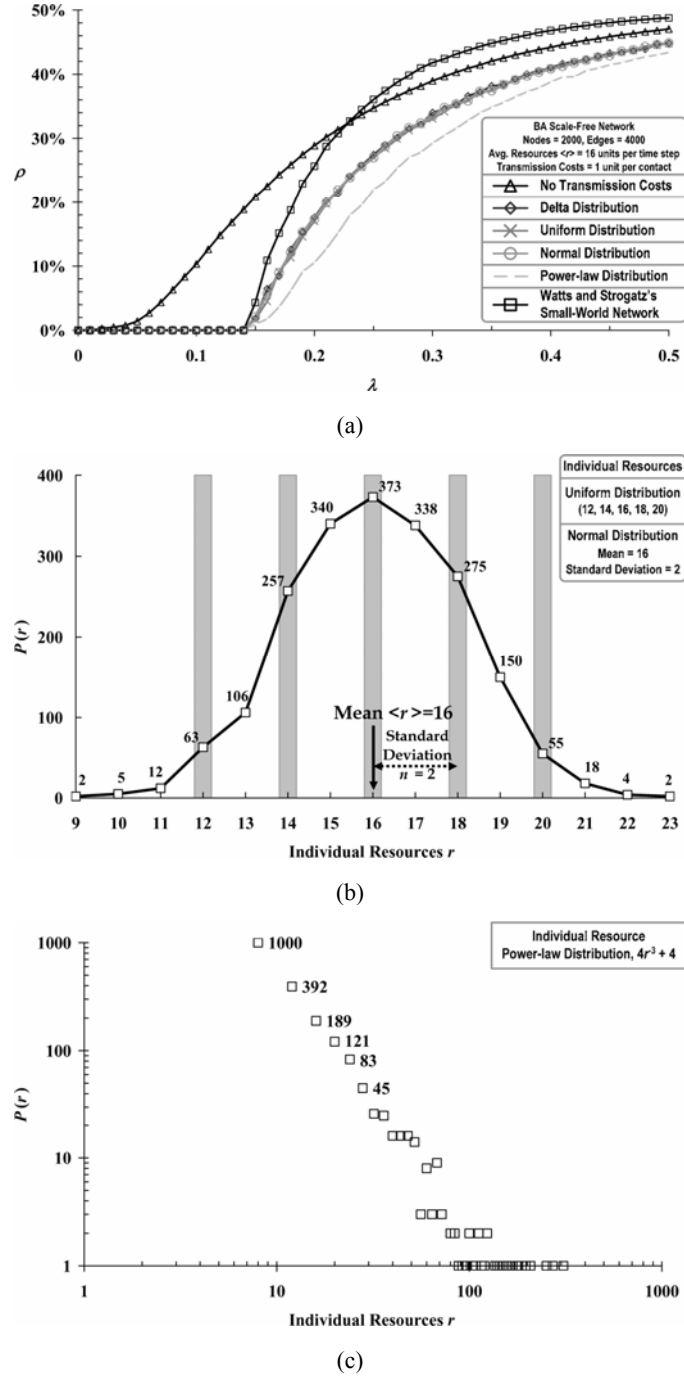 50%
40%
30%
ρ
20%
10%
0%
0
0.1
0.2
0.3
0.4
0.5
λ
BA Scale-Free Network
Nodes = 2000, Edges = 4000
Avg. Resources <r> = 16 units per time step
Transmission Costs = 1 unit per contact
No Transmission Costs
Delta Distribution
Uniform Distribution
Normal Distribution
Power-law Distribution
Watts and Strogatz's
Small-World Network
(a)
400
300
200
100
0
P(r)
2
5
12
63
106
257
340
373
338
275
150
55
18
4
2
Mean <r>=16
Standard
Deviation
n = 2
Individual Resources
Uniform Distribution
(12, 14, 16, 18, 20)
Normal Distribution
Mean = 16
Standard Deviation = 2
9 10 11 12 13 14 15 16 17 18 19 20 21 22 23
Individual Resources r
(b)
1000
100
10
1
P(r)
1000
392
189
121
83
45
Individual Resource
Power-law Distribution, 4r⁻³ + 4
1
10
100
1000
Individual Resources r
(c)